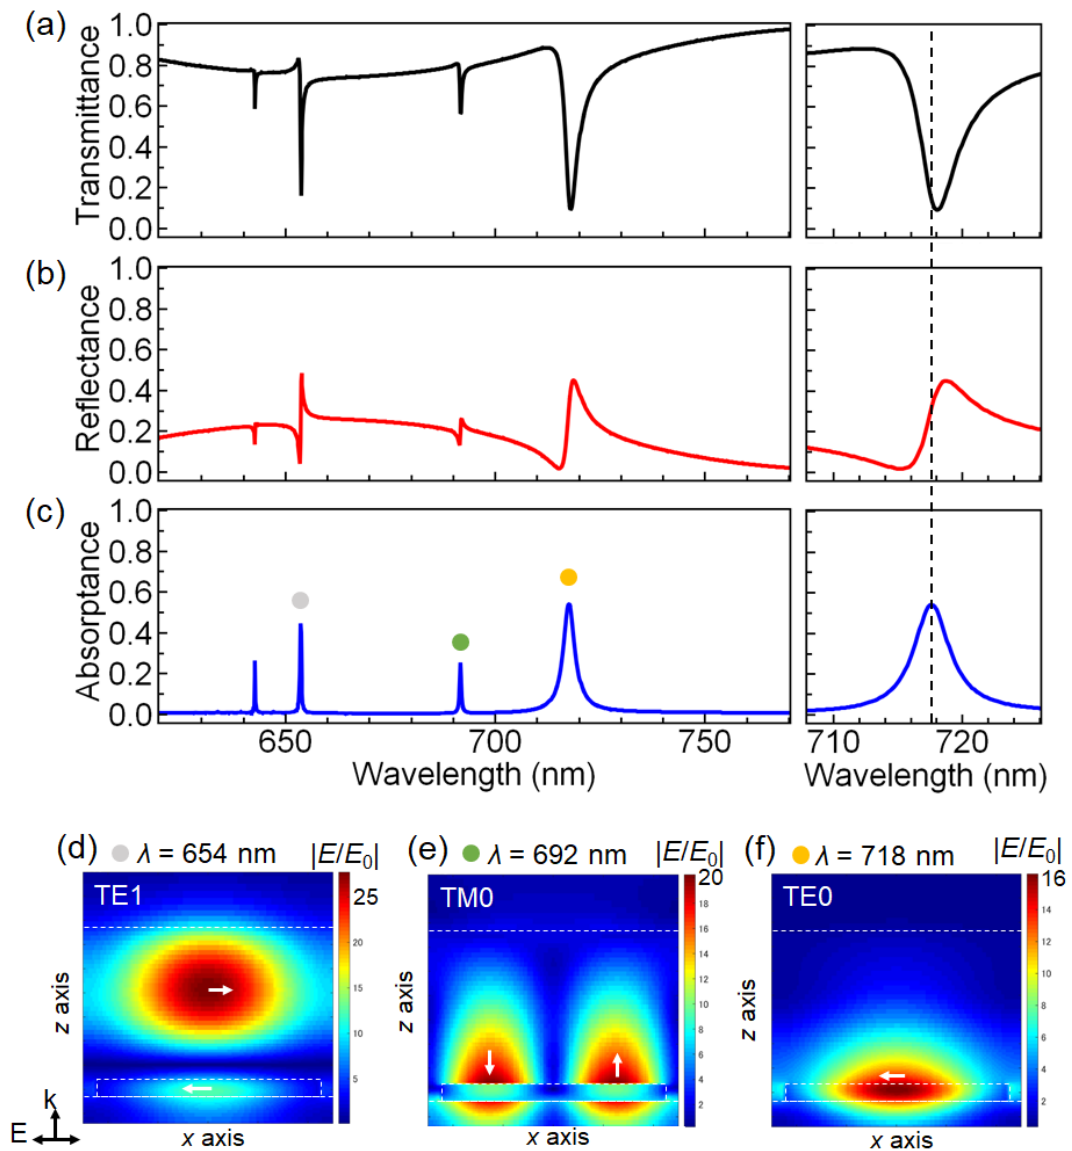 (a)
Transmittance
1.0
0.8
0.6
0.4
0.2
0.0
(b)
Reflectance
1.0
0.8
0.6
0.4
0.2
0.0
(c)
Absorptance
1.0
0.8
0.6
0.4
0.2
0.0
650 700 750
710 720
Wavelength (nm)
Wavelength (nm)
(d) λ = 654 nm |E/E0|
TE1
25
20
15
10
5
z axis
x axis
k
E
(e) λ = 692 nm |E/E0|
TM0
20
18
16
14
12
10
8
6
4
2
z axis
x axis
(f) λ = 718 nm |E/E0|
TE0
16
14
12
10
8
6
4
2
z axis
x axis